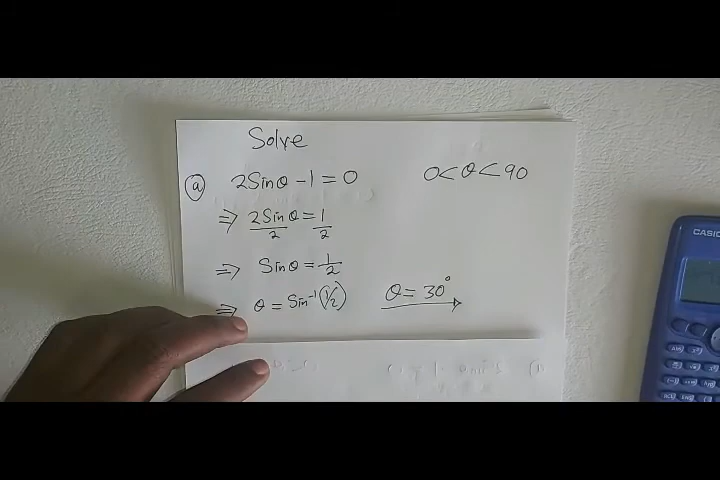 Solve
(a) 2Sinθ - 1 = 0 0 < θ < 90
⇒ 2Sinθ/2 = 1/2
⇒ Sinθ = 1/2
⇒ θ = Sin⁻¹(1/2) θ = 30°
CASIO